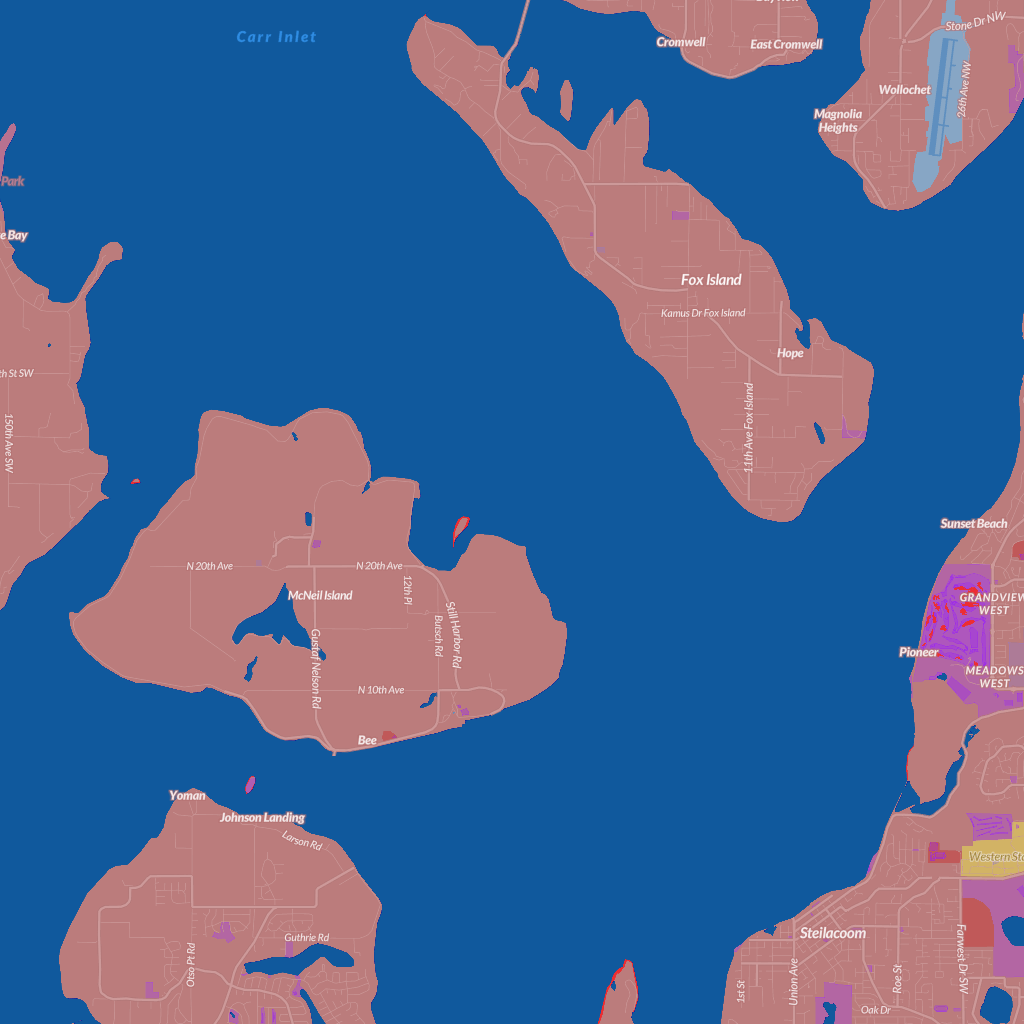 Stone Dr NW
Carr Inlet
Cromwell
East Cromwell
Wollochet
26th Ave NW
Magnolia
Heights
Park
e Bay
Fox Island
Kamus Dr Fox Island
Hope
th St SW
11th Ave Fox Island
150th Ave SW
Sunset Beach
N 20th Ave
N 20th Ave
12th Pl
McNeil Island
GRANDVIEW
WEST
Still Harbor Rd
Butsch Rd
Gustaf Nelson Rd
Pioneer
MEADOWS
WEST
N 10th Ave
Bee
Yoman
Johnson Landing
Larson Rd
Western Sta
Steilacoom
Guthrie Rd
Otso Pt Rd
Farwest Dr SW
1st St
Union Ave
Roe St
Oak Dr